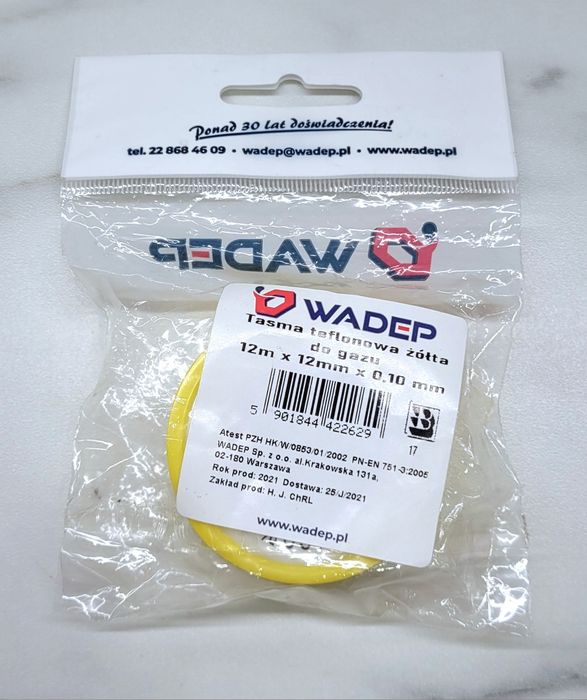 Ponad 30 lat doświadczenia!
tel. 22 868 46 09 • wadep@wadep.pl • www.wadep.pl
WADEP
WADEP
Tasma teflonowa żółta
do gazu
12m x 12mm x 0,10 mm
5 901844 422629
17
Atest PZH HK/W/0853/01/2002 PN-EN 751-3:2005
WADEP Sp. z o.o. al.Krakowska 131a,
02-180 Warszawa
Rok prod: 2021 Dostawa: 25/J/2021
Zakład prod: H. J. ChRL
www.wadep.pl